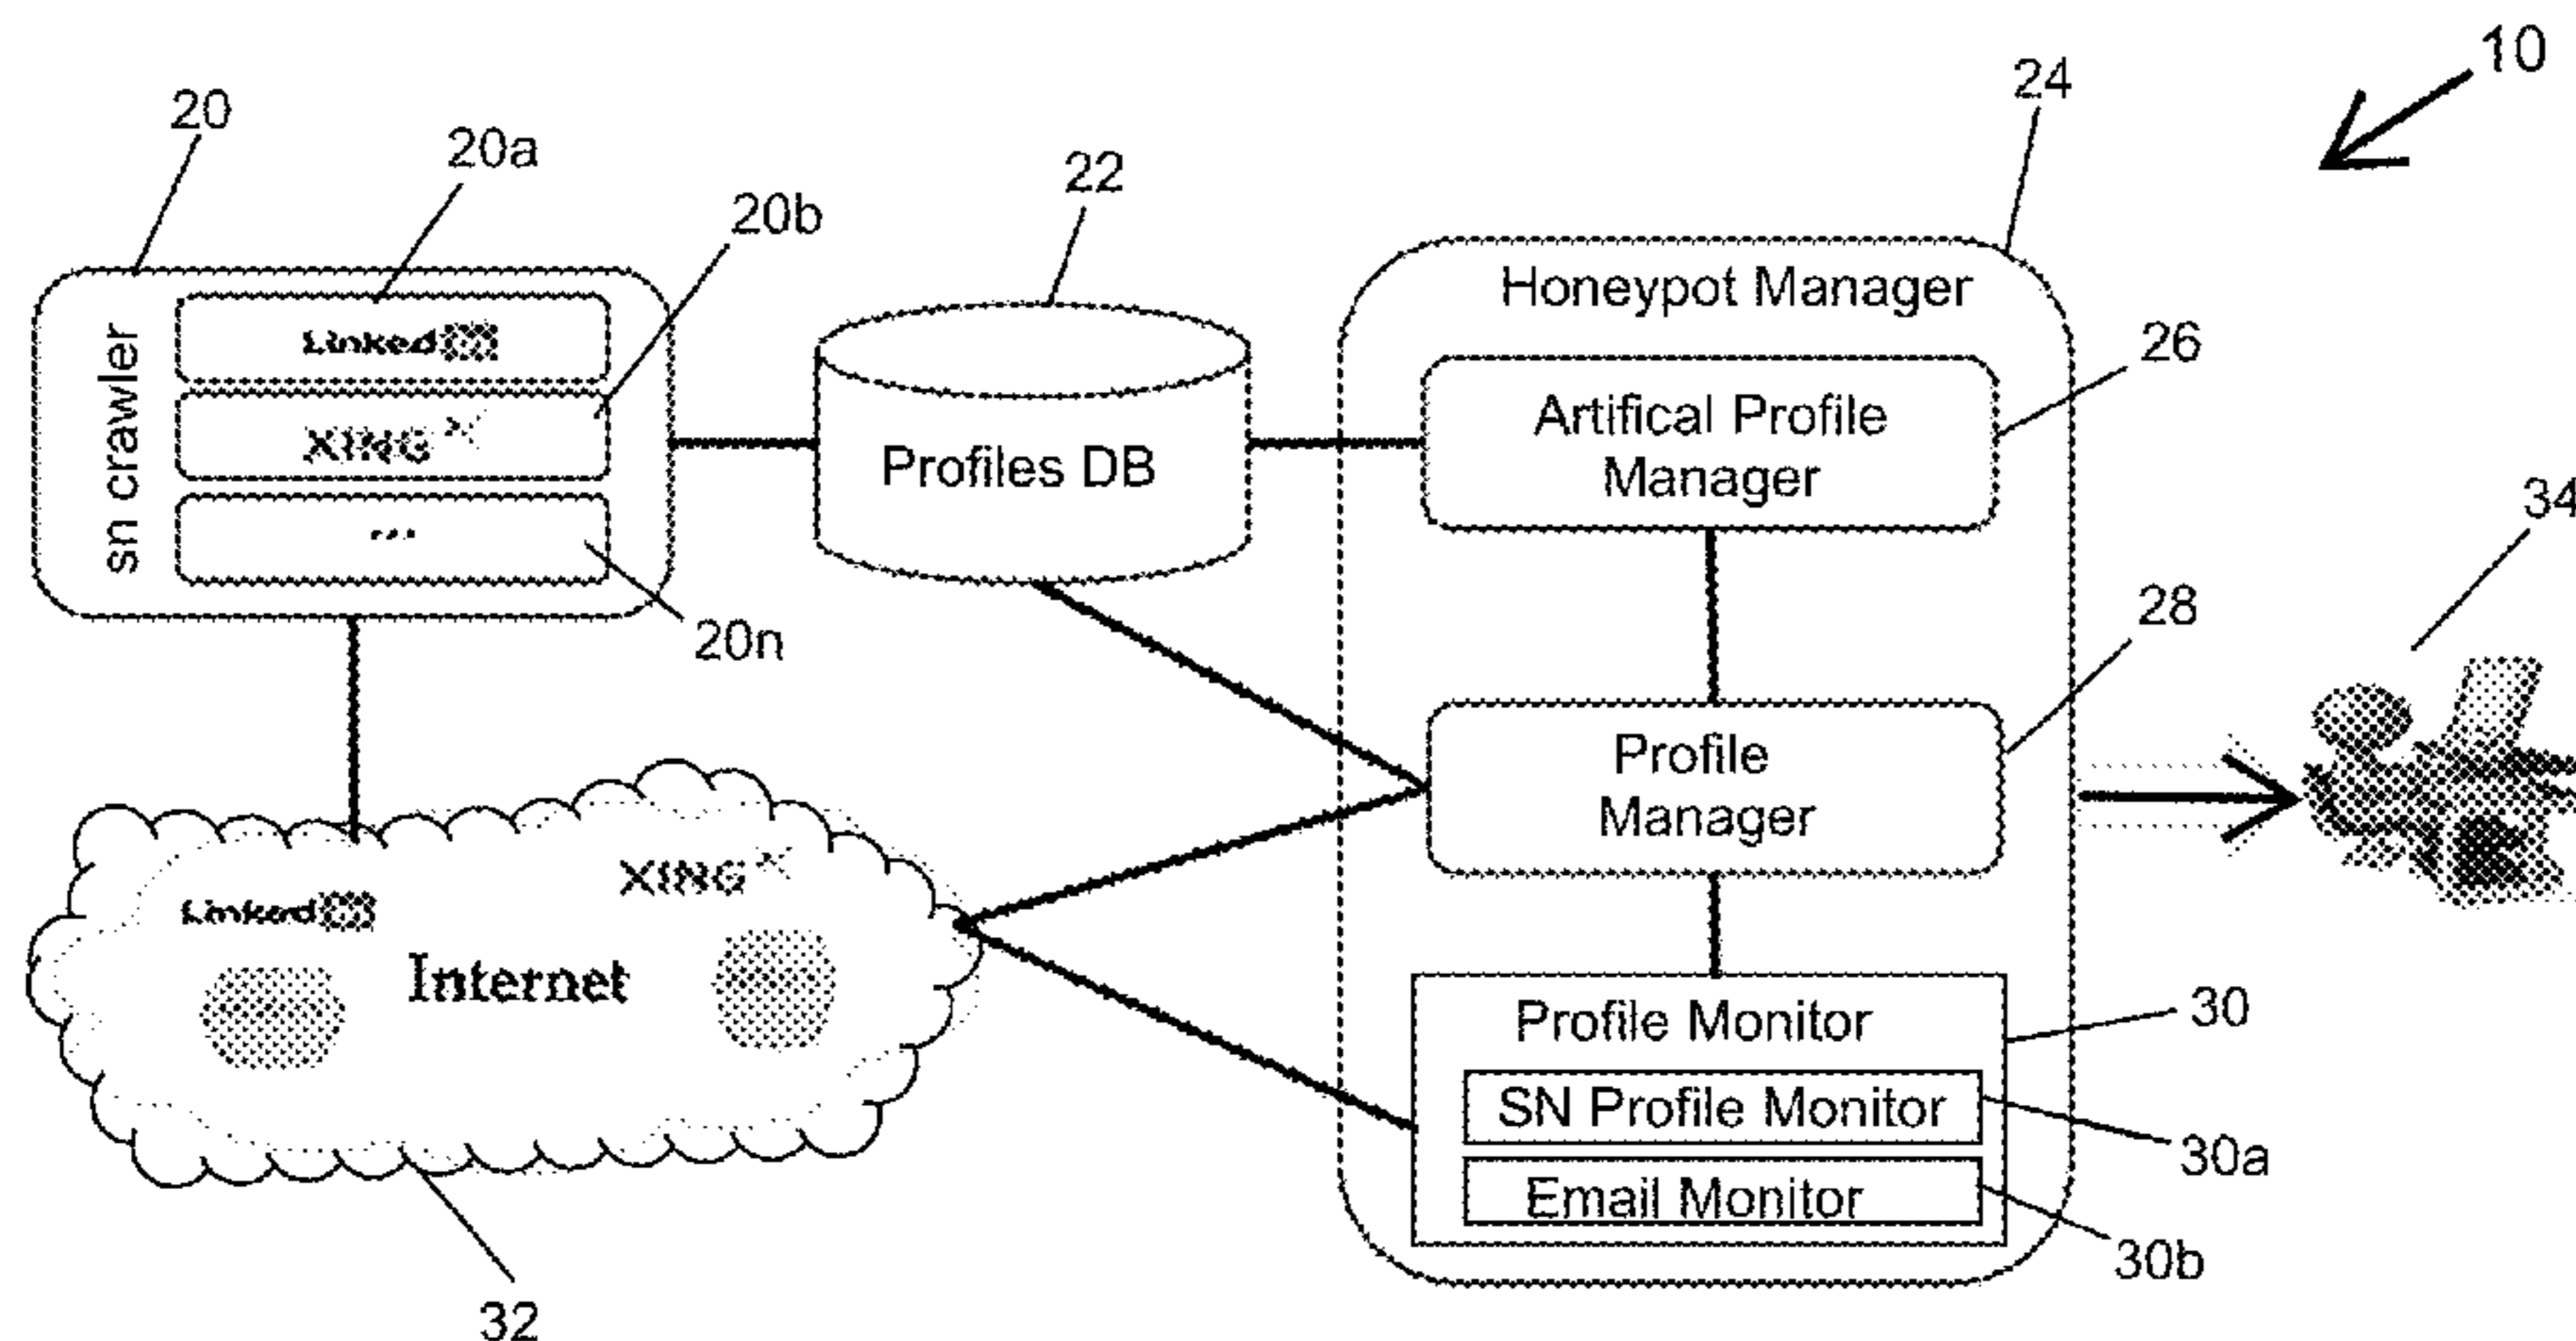 10
24
20
20a
22
20b
Honeypot Manager
26
sn crawler
Linked
XING
Artifical Profile
Manager
Profiles DB
...
34
20n
28
Profile
Manager
XING
Linked
Internet
Profile Monitor
30
SN Profile Monitor
30a
Email Monitor
30b
32